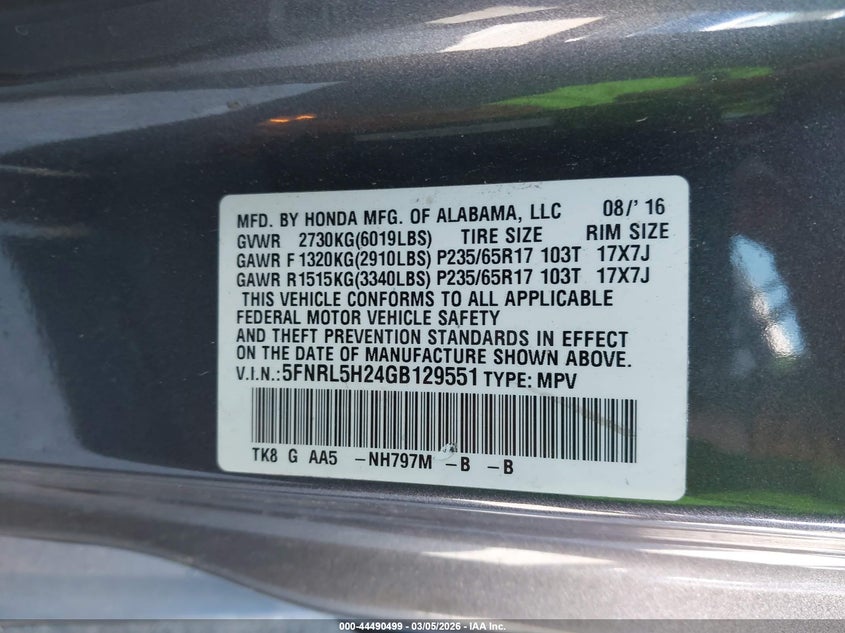 MFD. BY HONDA MFG. OF ALABAMA, LLC 08/'16
GVWR 2730KG(6019LBS) TIRE SIZE RIM SIZE
GAWR F 1320KG(2910LBS) P235/65R17 103T 17X7J
GAWR R 1515KG(3340LBS) P235/65R17 103T 17X7J
THIS VEHICLE CONFORMS TO ALL APPLICABLE
FEDERAL MOTOR VEHICLE SAFETY
AND THEFT PREVENTION STANDARDS IN EFFECT
ON THE DATE OF MANUFACTURE SHOWN ABOVE.
V.I.N.:5FNRL5H24GB129551 TYPE: MPV
TK8 G AA5 -NH797M -B -B
000-44490499 — 03/05/2026 — IAA Inc.